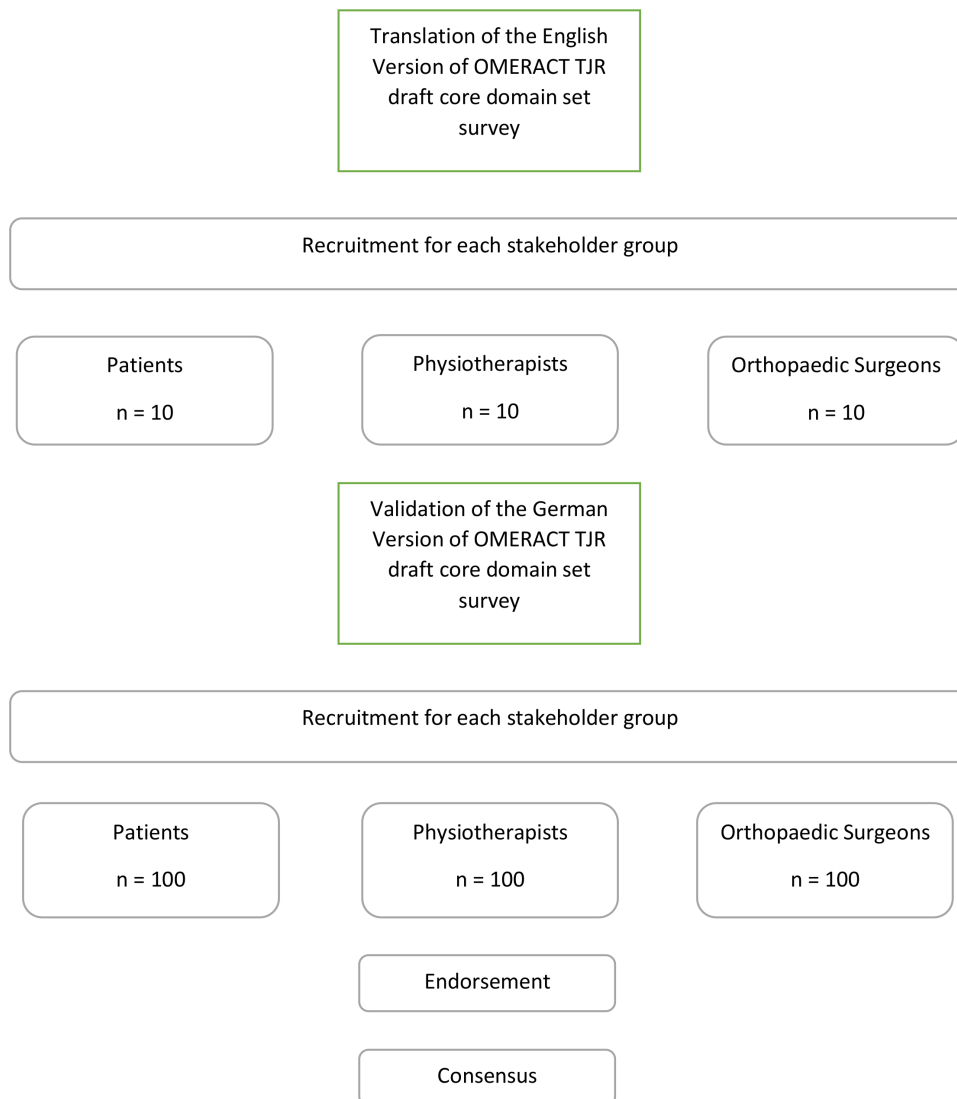 Translation of the English
Version of OMERACT TJR
draft core domain set
survey
Recruitment for each stakeholder group
Patients
n = 10
Physiotherapists
n = 10
Orthopaedic Surgeons
n = 10
Validation of the German
Version of OMERACT TJR
draft core domain set
survey
Recruitment for each stakeholder group
Patients
n = 100
Physiotherapists
n = 100
Orthopaedic Surgeons
n = 100
Endorsement
Consensus